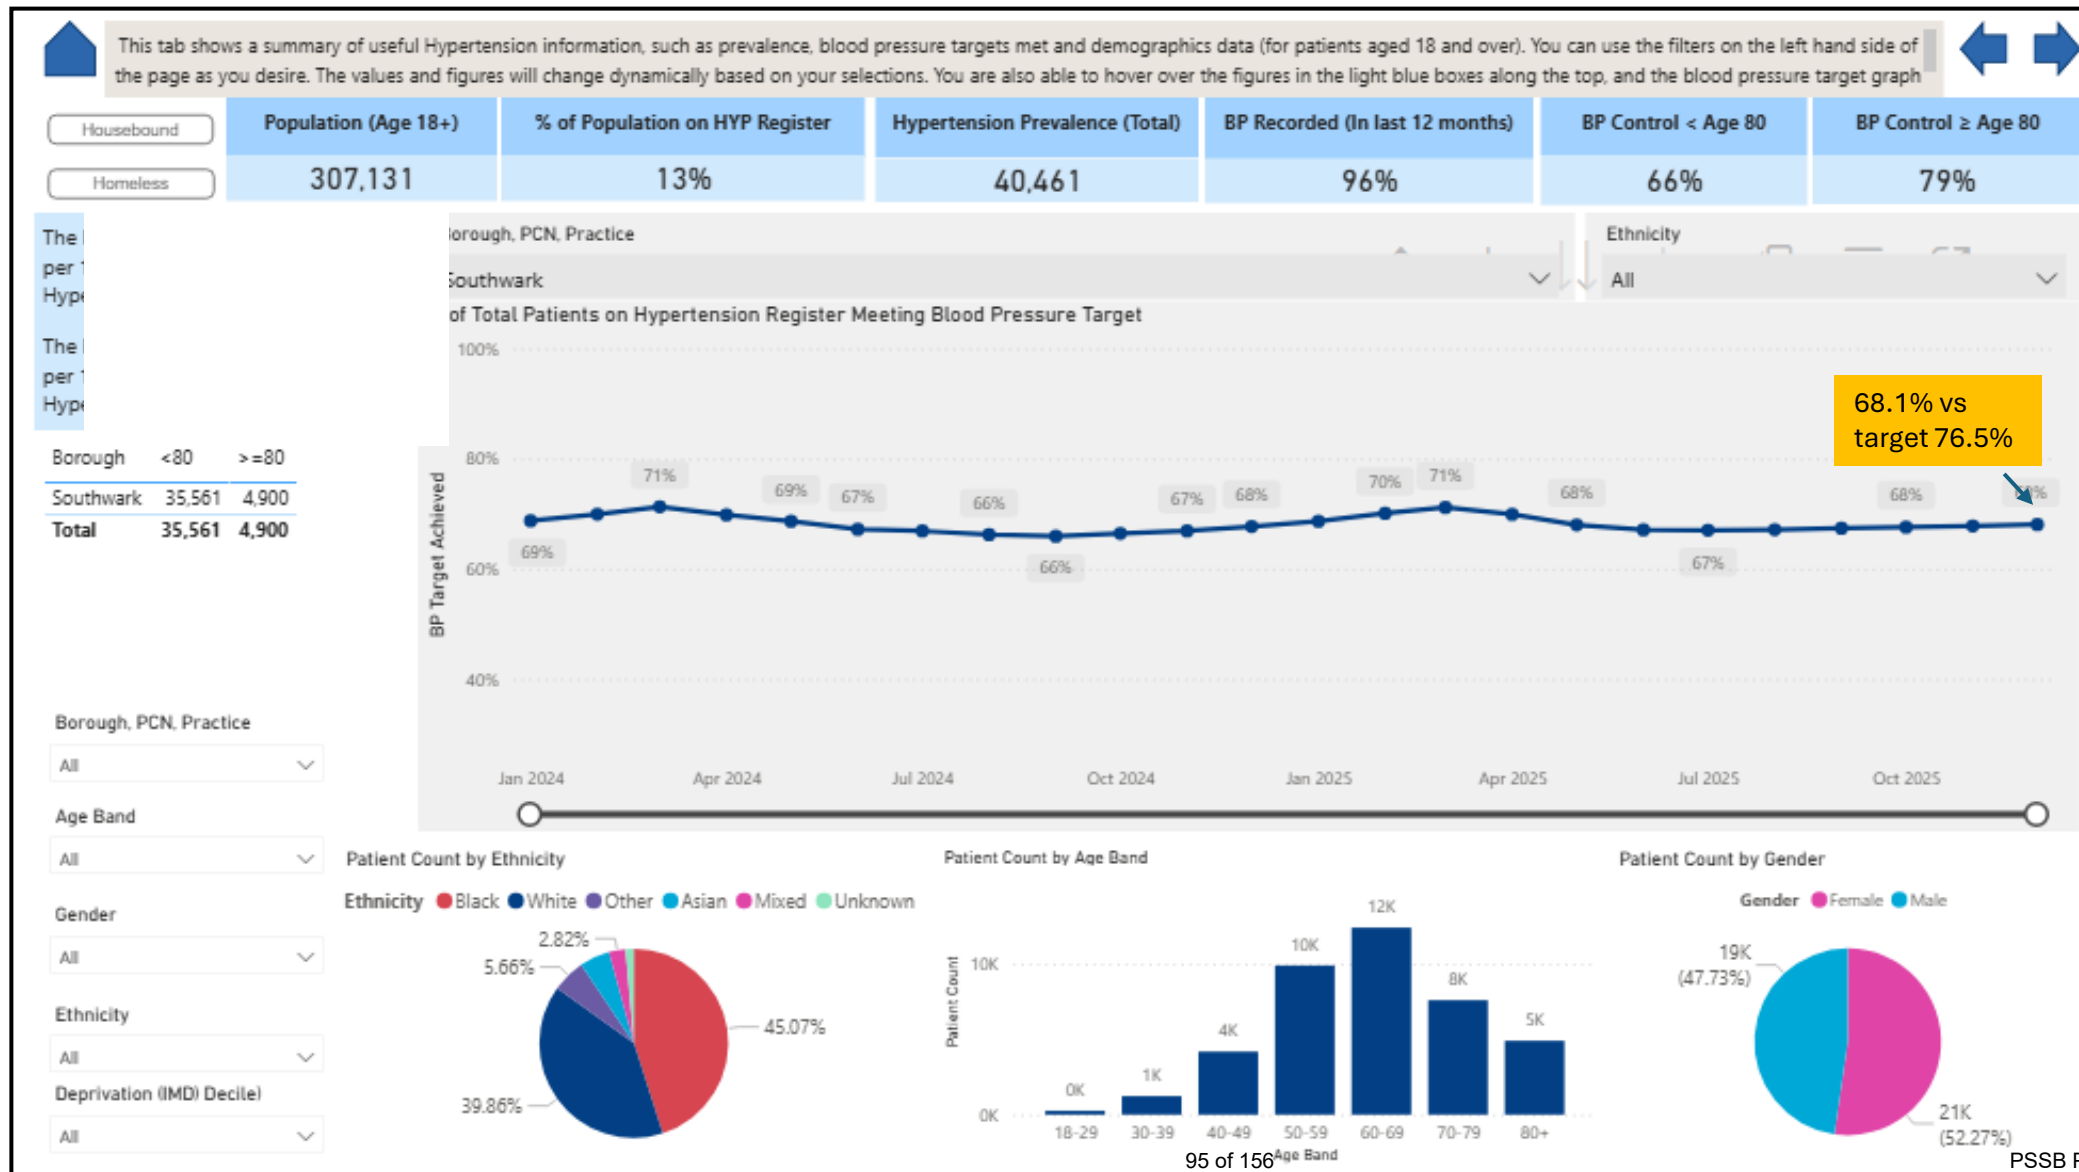 This tab shows a summary of useful Hypertension information, such as prevalence, blood pressure targets met and demographics data (for patients aged 18 and over). You can use the filters on the left hand side of
the page as you desire. The values and figures will change dynamically based on your selections. You are also able to hover over the figures in the light blue boxes along the top, and the blood pressure target graph
Housebound
Homeless
Population (Age 18+)
307,131
% of Population on HYP Register
13%
Hypertension Prevalence (Total)
40,461
BP Recorded (In last 12 months)
96%
BP Control < Age 80
66%
BP Control ≥ Age 80
79%
The
per
Hype
The
per
Hype
orough, PCN, Practice
Southwark
Ethnicity
All
of Total Patients on Hypertension Register Meeting Blood Pressure Target
68.1% vs
target 76.5%
Borough <80 >=80
Southwark 35,561 4,900
Total 35,561 4,900
BP Target Achieved
100%
80%
60%
40%
69%
71%
69%
67%
66%
66%
67%
68%
70%
71%
68%
67%
68%
Jan 2024
Apr 2024
Jul 2024
Oct 2024
Jan 2025
Apr 2025
Jul 2025
Oct 2025
Borough, PCN, Practice
All
Age Band
All
Gender
All
Ethnicity
All
Deprivation (IMD) Decile)
All
Patient Count by Ethnicity
Ethnicity Black White Other Asian Mixed Unknown
2.82%
5.66%
45.07%
39.86%
Patient Count by Age Band
Patient Count
10K
0K
0K
1K
4K
10K
12K
8K
5K
18-29
30-39
40-49
50-59
60-69
70-79
80+
Age Band
Patient Count by Gender
Gender Female Male
19K
(47.73%)
21K
(52.27%)
95 of 156
PSSB